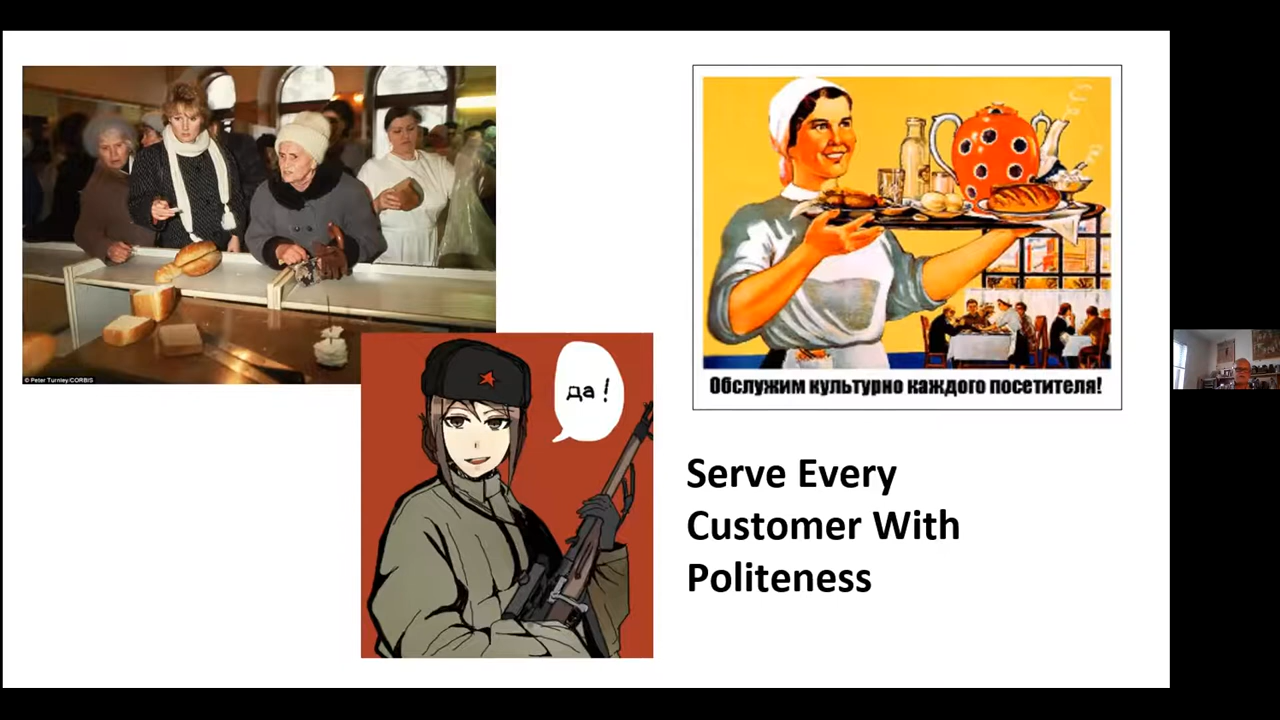 © Peter Turnley/CORBIS
да !
Обслужим культурно каждого посетителя!
Serve Every
Customer With
Politeness